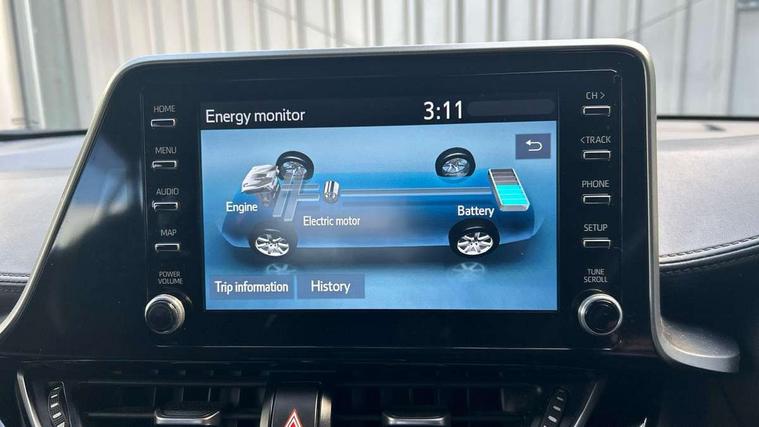 HOME
MENU
AUDIO
MAP
POWER
VOLUME
Energy monitor 3:11
Engine
Electric motor
Battery
Trip information
History
CH >
< TRACK
PHONE
SETUP
TUNE
SCROLL